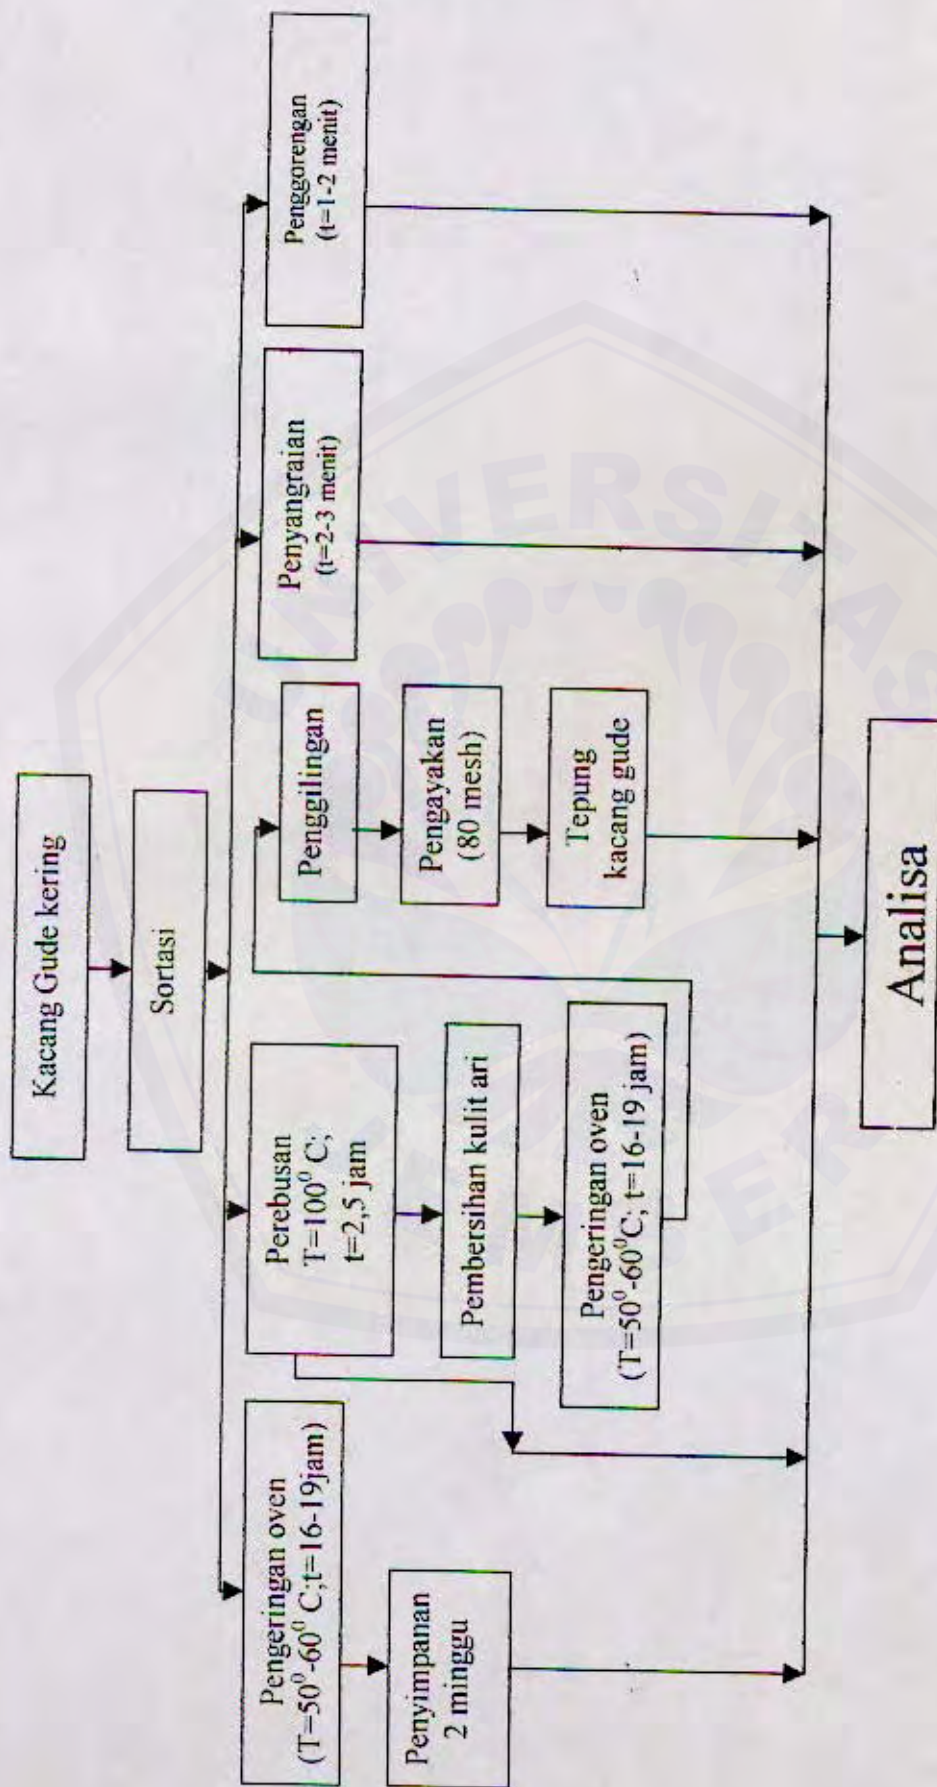 Kacang Gude kering
Sortasi
Pengeringan oven
(T=50⁰-60⁰ C;t=16-19jam)
Penyimpanan
2 minggu
Perebusan
T=100⁰ C;
t=2,5 jam
Pembersihan kulit ari
Pengeringan oven
(T=50⁰-60⁰C; t=16-19 jam)
Penggilingan
Pengayakan
(80 mesh)
Tepung
kacang gude
Penyangraian
(t=2-3 menit)
Penggorengan
(t=1-2 menit)
Analisa
UNIVERSITAS
JEMBER